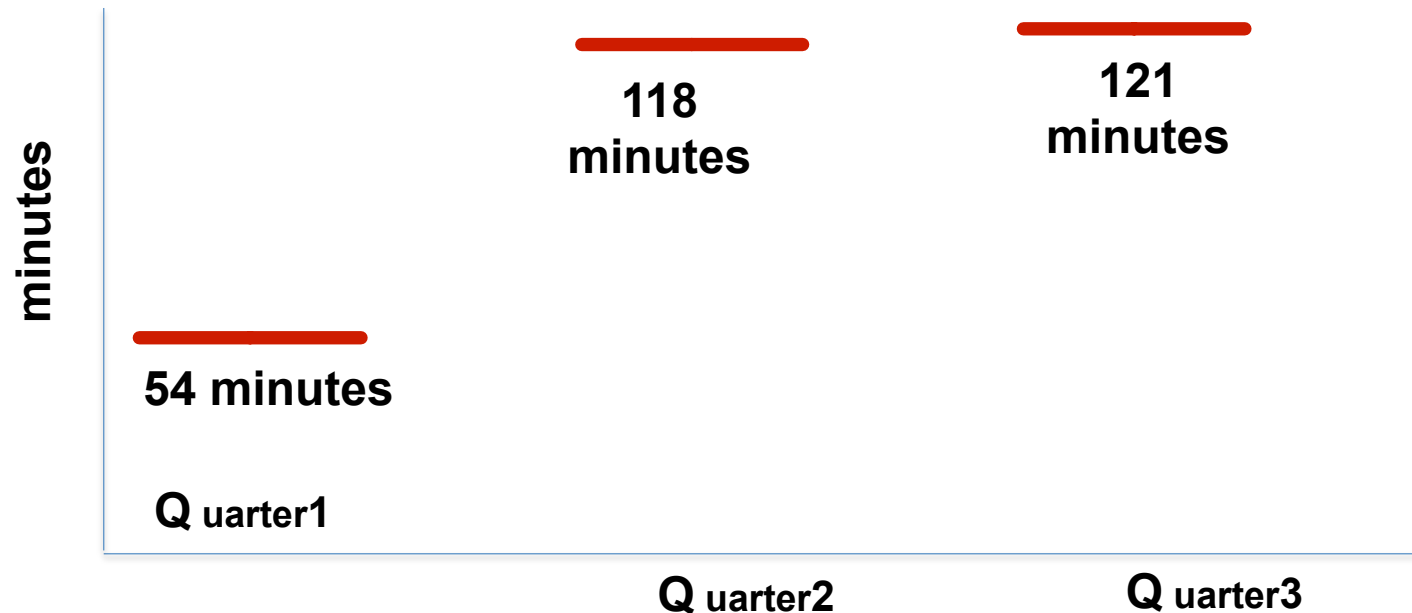 minutes
118
minutes
121
minutes
54 minutes
Q uarter1
Q uarter2
Q uarter3